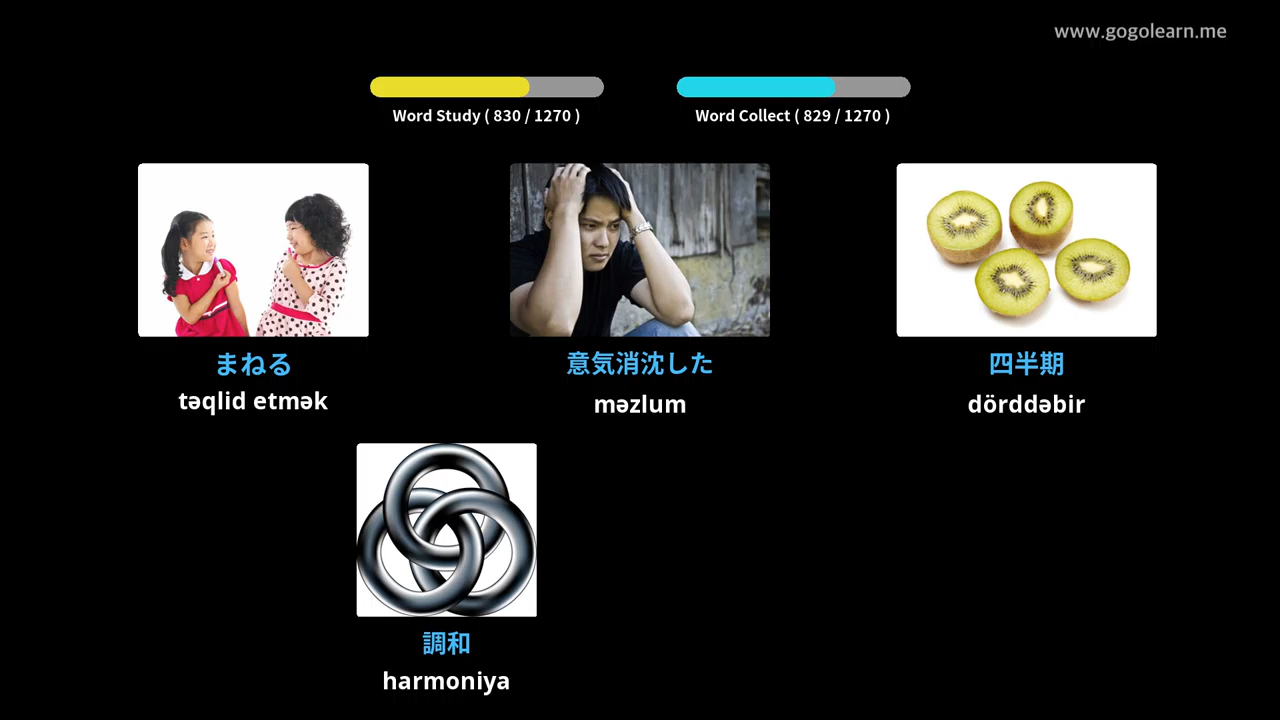 www.gogolearn.me
Word Study ( 830 / 1270 )
Word Collect ( 829 / 1270 )
まねる
təqlid etmək
意気消沈した
məzlum
四半期
dörddəbir
調和
harmoniya